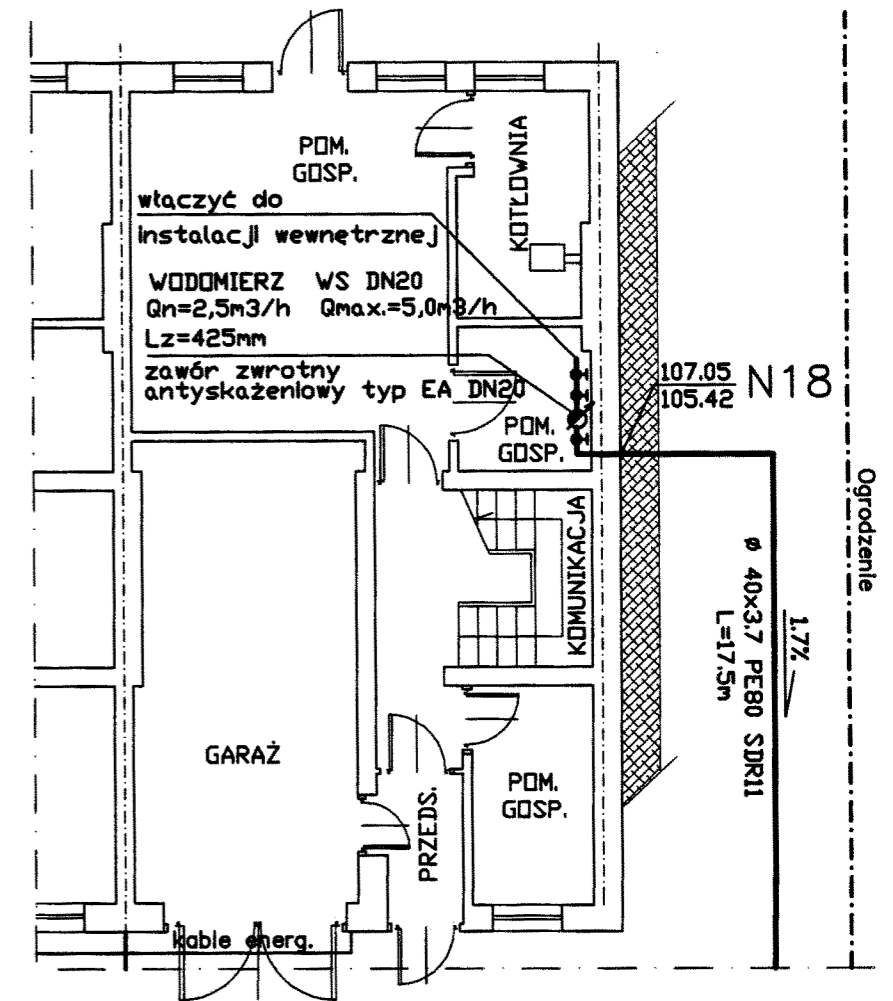 POM.
GOSP.
KOTŁOWNIA
włączyć do
instalacji wewnętrznej
WODOMIERZ WS DN20
Qn=2,5m3/h Qmax.=5,0m3/h
Lz=425mm
zawór zwrotny
antyskażeniowy typ EA DN20
POM.
GOSP.
107.05
105.42
N18
Ogrodzenie
KOMUNIKACJA
1.7%
ø 40x3.7 PE80 SDR11
L=17.5m
GARAŻ
PRZEDS.
POM.
GOSP.
kable energ.